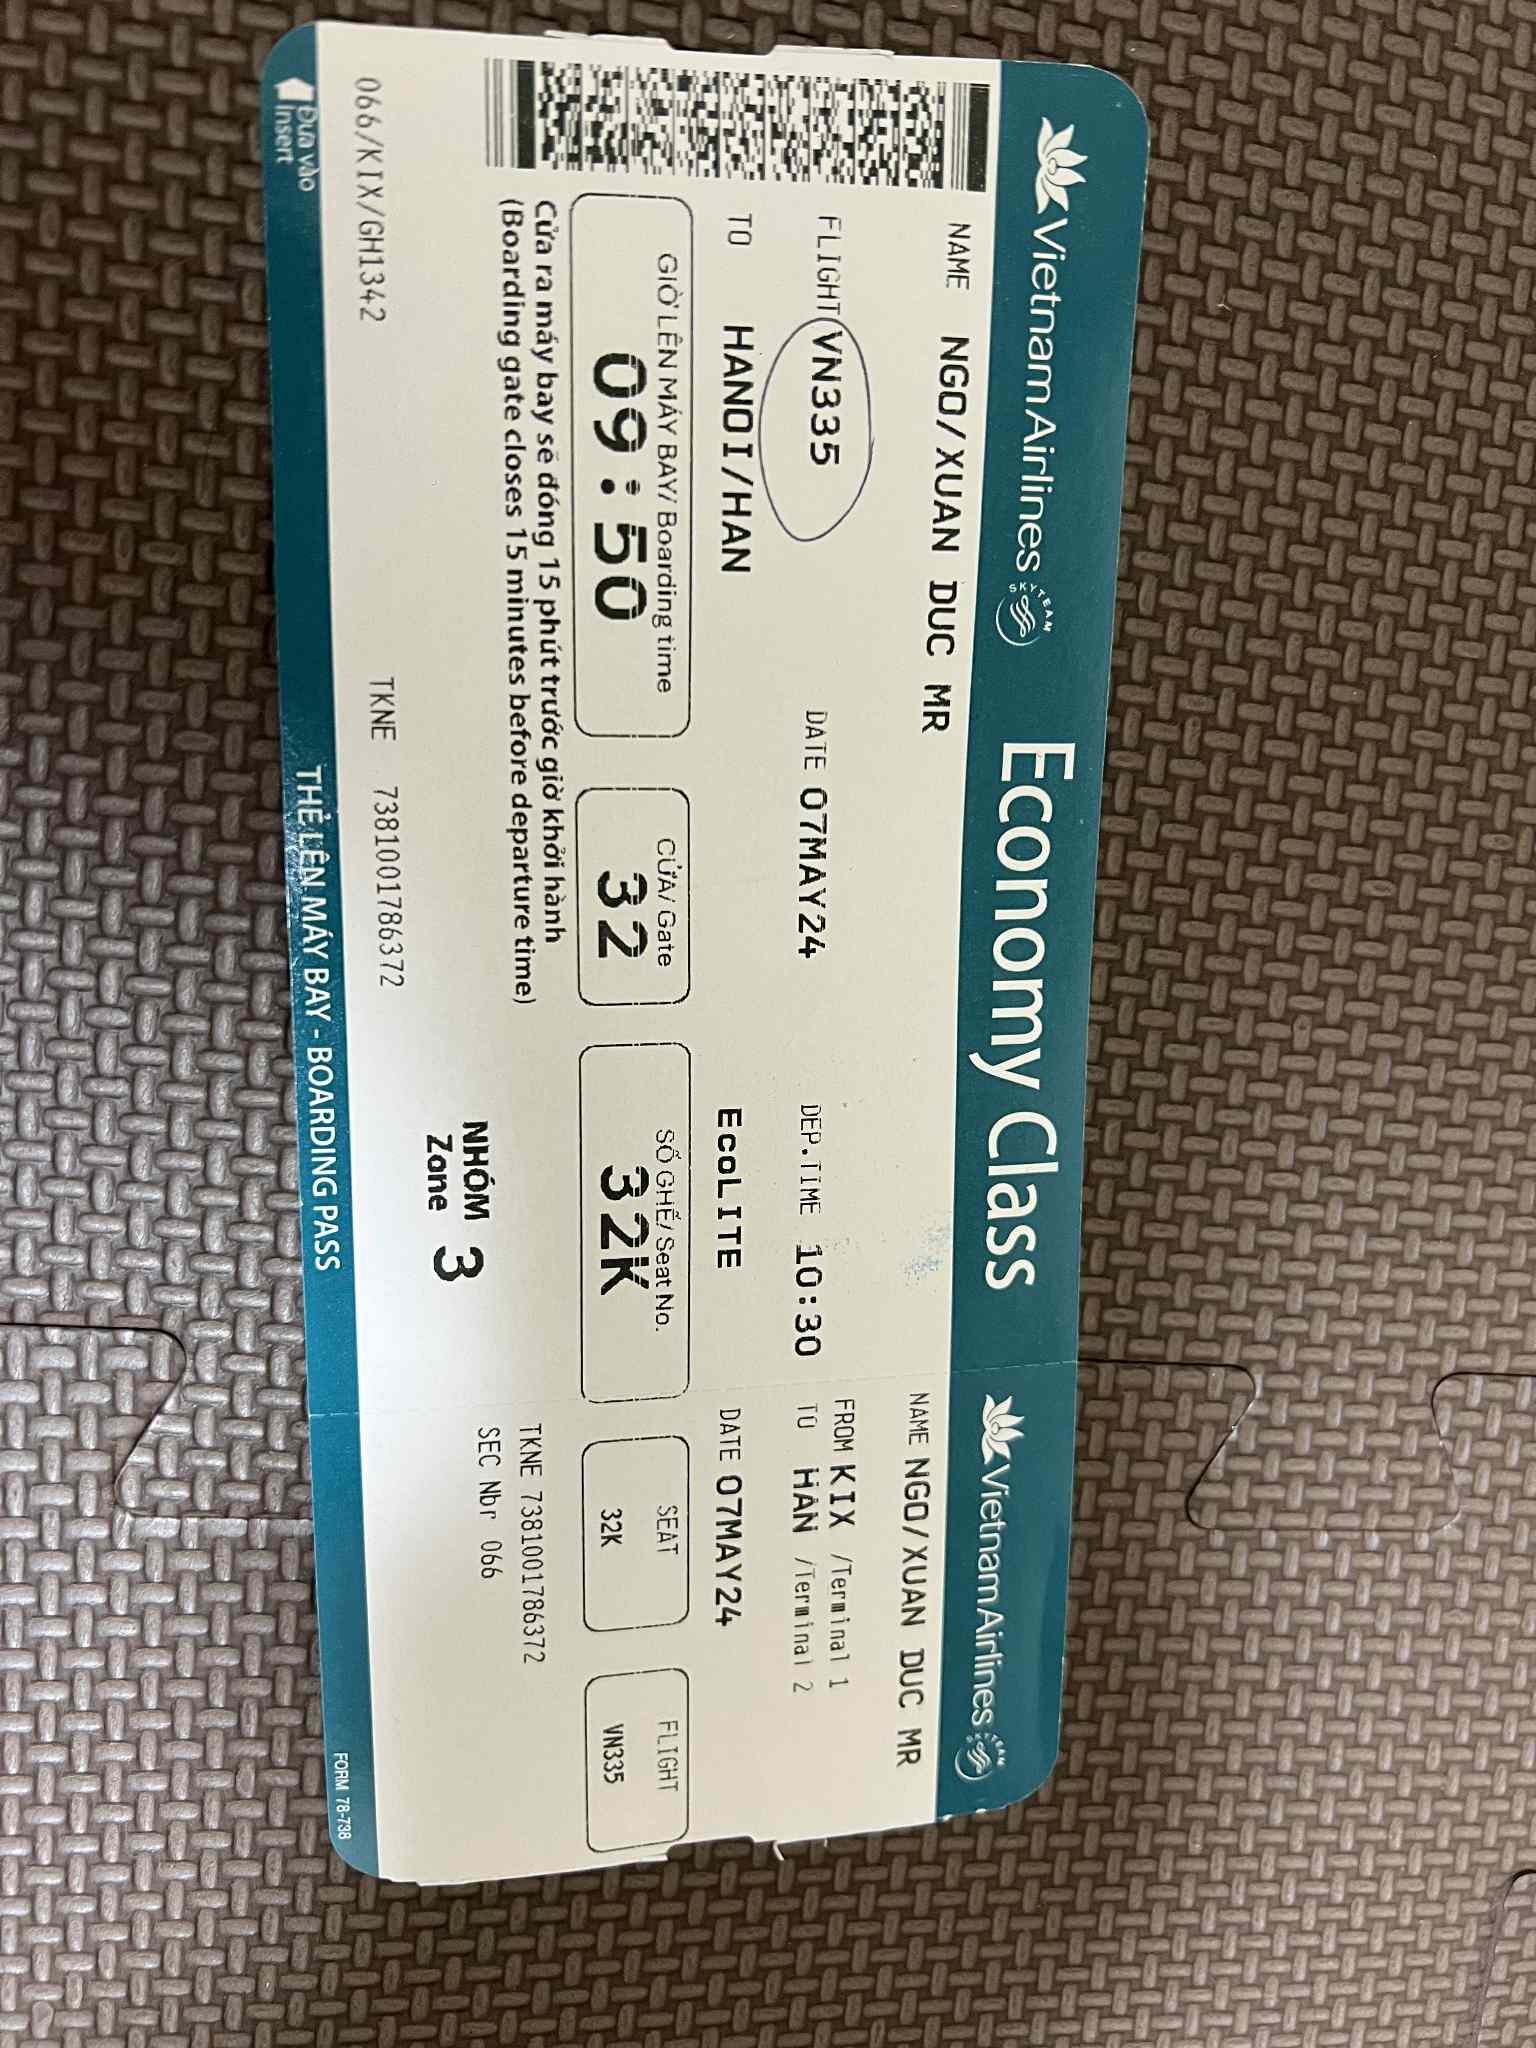 Vietnam Airlines SKYTEAM Economy Class
NAME NGO/XUAN DUC MR
FLIGHT VN335 DATE 07MAY24 DEP.TIME 10:30
TO HANOI/HAN EcoLITE
GIỜ LÊN MÁY BAY/ Boarding time CỬA/ Gate SỐ GHẾ/ Seat No.
09:50 32 32K
Cửa ra máy bay sẽ đóng 15 phút trước giờ khởi hành
(Boarding gate closes 15 minutes before departure time)
NHÓM 3
Zone
066/KIX/GH1342 TKNE 7381001786372
Đưa vào
Insert
THẺ LÊN MÁY BAY - BOARDING PASS
Vietnam Airlines SKYTEAM
NAME NGO/XUAN DUC MR
FROM KIX /Terminal 1
TO HAN /Terminal 2
DATE 07MAY24
SEAT FLIGHT
32K VN335
TKNE 7381001786372
SEC Nbr 066
FORM 78-738